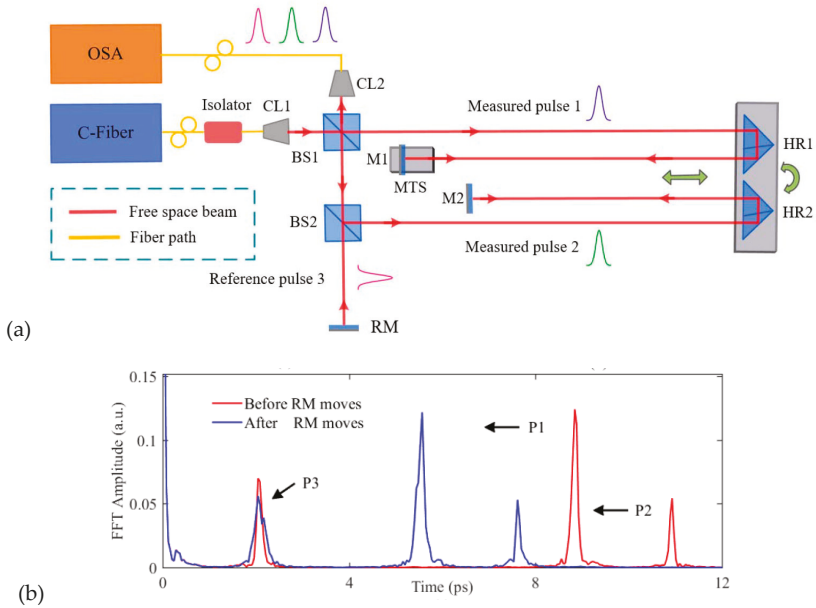 OSA
CL2
Isolator
CL1
C-Fiber
BS1
Measured pulse 1
HR1
M1
MTS
M2
HR2
Free space beam
Fiber path
BS2
Measured pulse 2
Reference pulse 3
RM
(a)
0.15
Before RM moves
After RM moves
P1
0.1
P3
P2
0.05
0
FFT Amplitude (a.u.)
0 4 8 12
Time (ps)
(b)